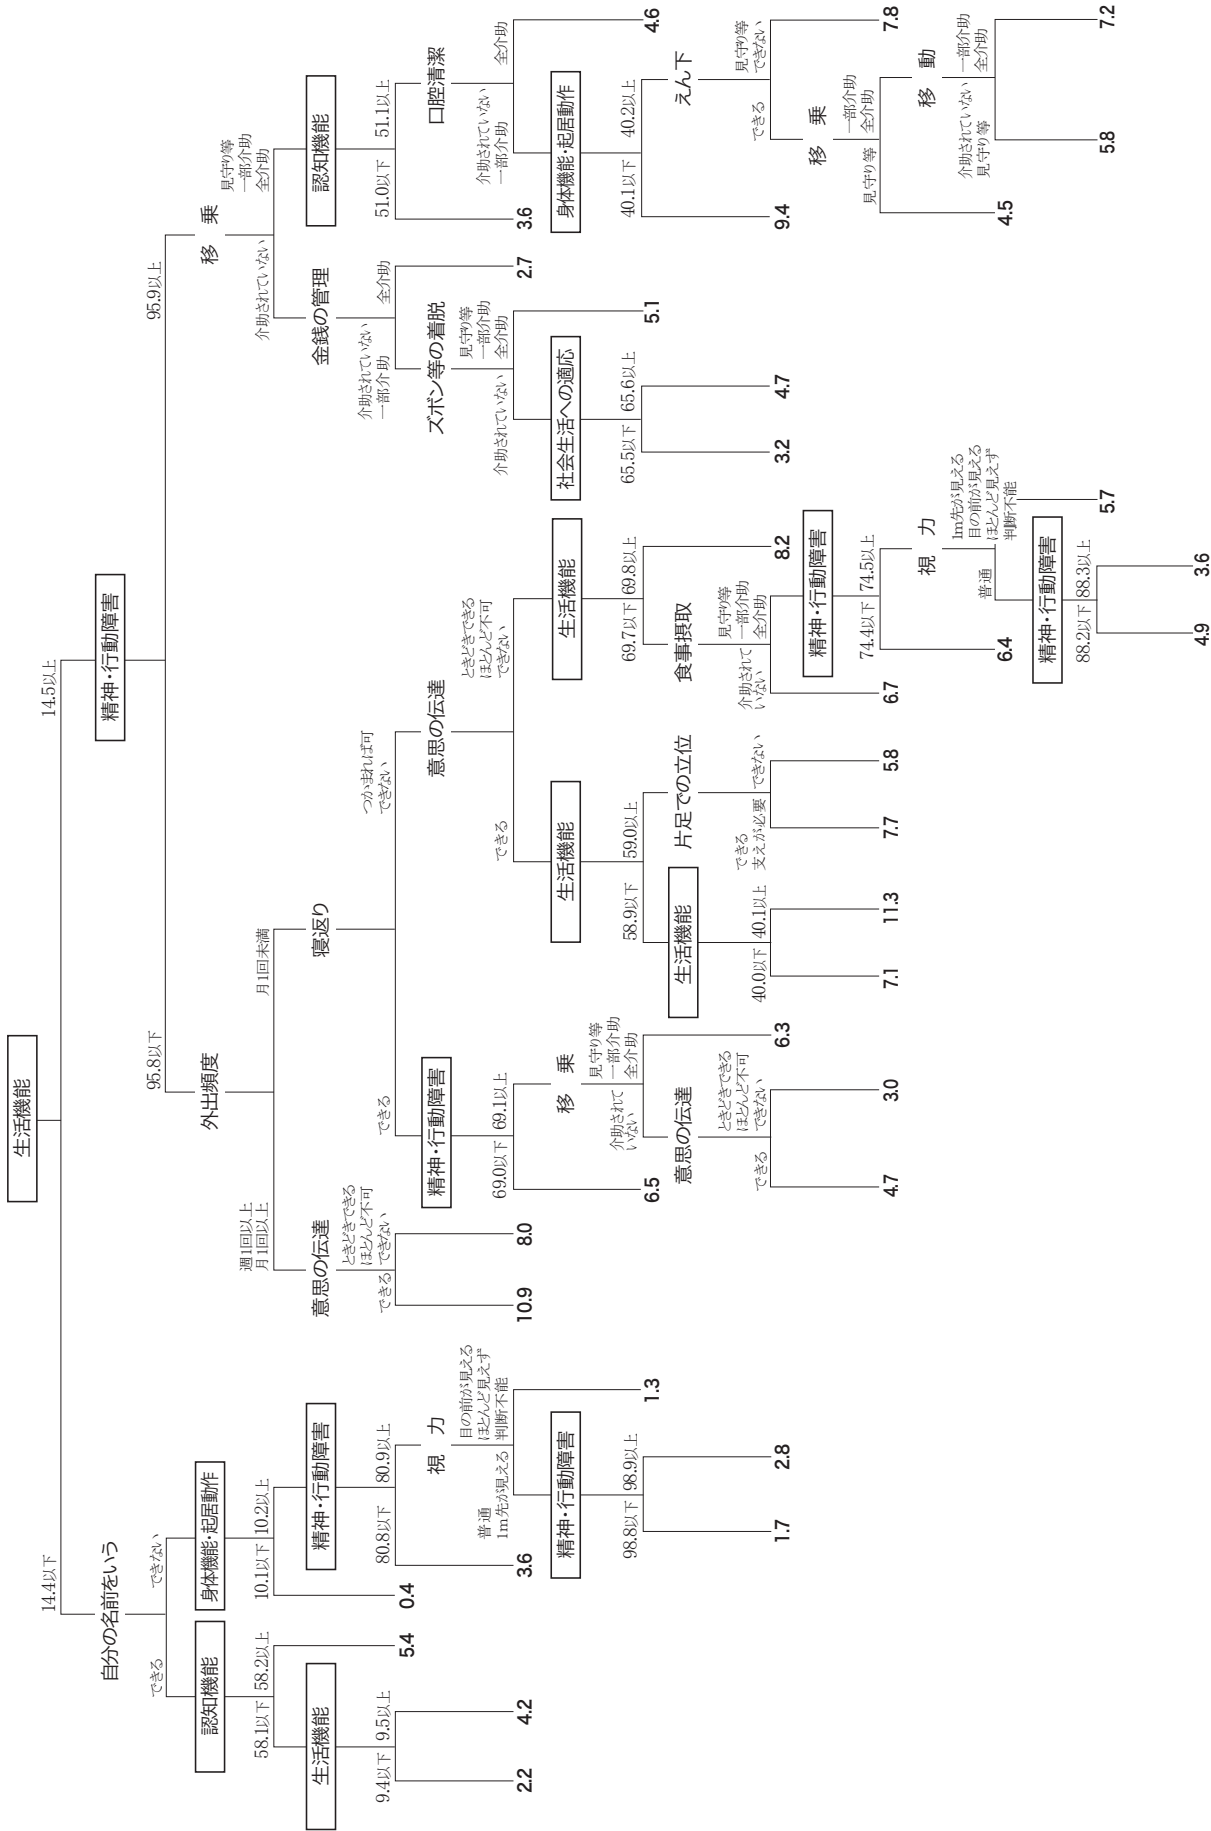 生活機能
14.4以下
14.5以上
自分の名前をいう
できる
できない
認知機能
58.1以下
58.2以上
生活機能
9.4以下
9.5以上
2.2
4.2
5.4
身体機能・起居動作
10.1以下
10.2以上
0.4
精神・行動障害
80.8以下
80.9以上
3.6
視 力
普通
1m先が見える
目の前が見える
ほとんど見えず
判断不能
精神・行動障害
98.8以下
98.9以上
1.7
2.8
1.3
精神・行動障害
95.8以下
95.9以上
外出頻度
週1回以上
月1回以上
月1回未満
意思の伝達
できる
ときどきできる
ほとんど不可
できない
10.9
8.0
寝返り
できる
つかまれば可
できない
精神・行動障害
69.0以下
69.1以上
6.5
移 乗
介助されて
いない
見守り等
一部介助
全介助
意思の伝達
できる
ときどきできる
ほとんど不可
できない
4.7
3.0
6.3
意思の伝達
できる
ときどきできる
ほとんど不可
できない
生活機能
58.9以下
59.0以上
生活機能
40.0以下
40.1以上
7.1
11.3
片足での立位
できる
支えが必要
できない
7.7
5.8
生活機能
69.7以下
69.8以上
食事摂取
介助されて
いない
見守り等
一部介助
全介助
6.7
精神・行動障害
74.4以下
74.5以上
6.4
視 力
普通
1m先が見える
目の前が見える
ほとんど見えず
判断不能
精神・行動障害
88.2以下
88.3以上
4.9
3.6
5.7
8.2
移 乗
介助されていない
見守り等
一部介助
全介助
金銭の管理
介助されていない
一部介助
全介助
ズボン等の着脱
介助されていない
見守り等
一部介助
全介助
社会生活への適応
65.5以下
65.6以上
3.2
4.7
5.1
2.7
認知機能
51.0以下
51.1以上
3.6
口腔清潔
介助されていない
一部介助
全介助
身体機能・起居動作
40.1以下
40.2以上
9.4
えん下
できる
見守り等
できない
移 乗
見守り等
一部介助
全介助
4.5
移 動
介助されていない
見守り等
一部介助
全介助
5.8
7.2
7.8
4.6